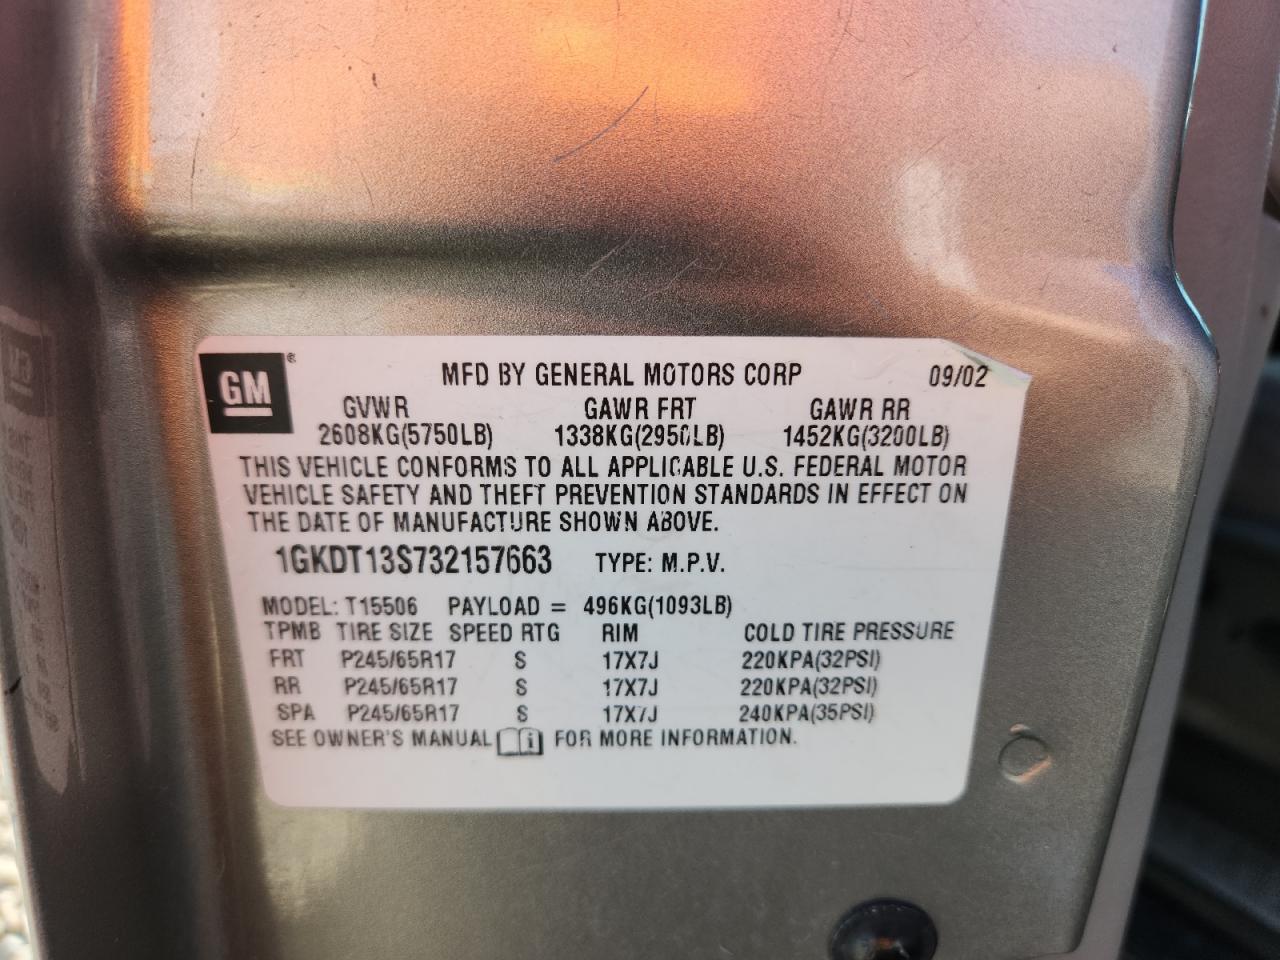 GM®
MFD BY GENERAL MOTORS CORP 09/02
GVWR GAWR FRT GAWR RR
2608KG(5750LB) 1338KG(2950LB) 1452KG(3200LB)
THIS VEHICLE CONFORMS TO ALL APPLICABLE U.S. FEDERAL MOTOR
VEHICLE SAFETY AND THEFT PREVENTION STANDARDS IN EFFECT ON
THE DATE OF MANUFACTURE SHOWN ABOVE.
1GKDT13S732157663 TYPE: M.P.V.
MODEL: T15506 PAYLOAD = 496KG(1093LB)
TPMB TIRE SIZE SPEED RTG RIM COLD TIRE PRESSURE
FRT P245/65R17 S 17X7J 220KPA(32PSI)
RR P245/65R17 S 17X7J 220KPA(32PSI)
SPA P245/65R17 S 17X7J 240KPA(35PSI)
SEE OWNER'S MANUAL i FOR MORE INFORMATION.